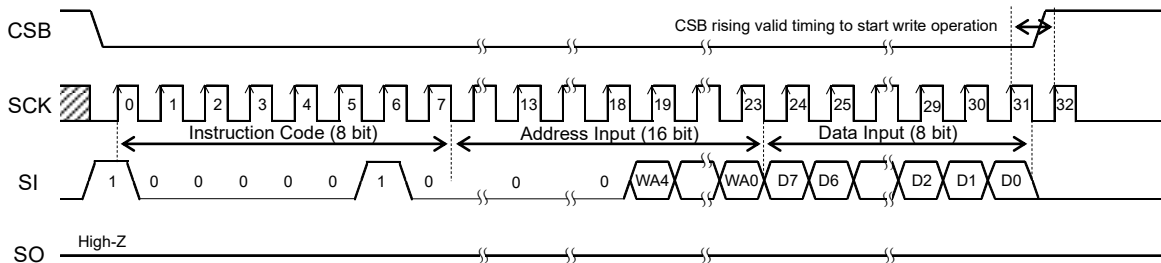 CSB
CSB rising valid timing to start write operation
SCK
0 1 2 3 4 5 6 7 13 18 19 23 24 25 29 30 31 32
Instruction Code (8 bit) Address Input (16 bit) Data Input (8 bit)
SI
1 0 0 0 0 0 1 0 0 0 WA4 WA0 D7 D6 D2 D1 D0
High-Z
SO